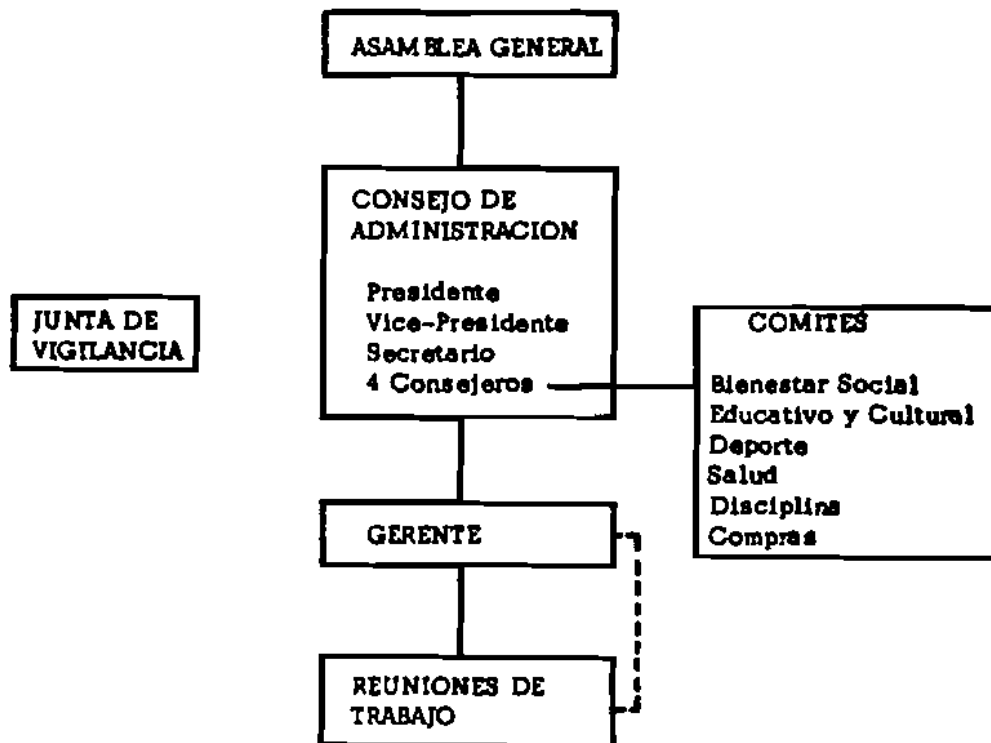 ASAMBLEA GENERAL
CONSEJO DE
ADMINISTRACION
Presidente
Vice-Presidente
Secretario
4 Consejeros
JUNTA DE
VIGILANCIA
COMITES
Bienestar Social
Educativo y Cultural
Deporte
Salud
Disciplina
Compras
GERENTE
REUNIONES DE
TRABAJO